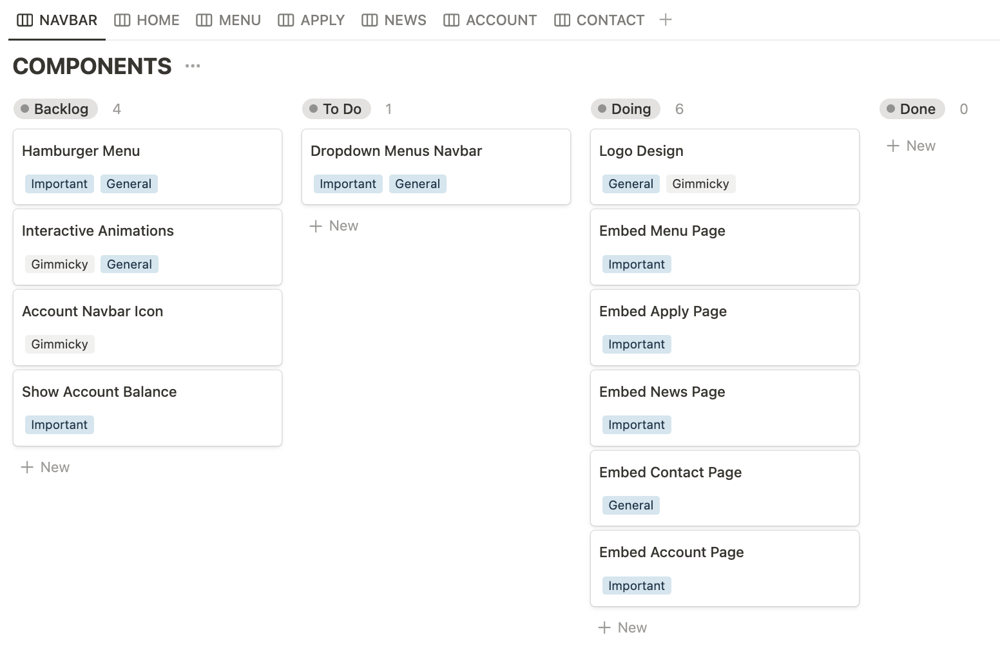 NAVBAR HOME MENU APPLY NEWS ACCOUNT CONTACT
COMPONENTS
Backlog 4
Hamburger Menu
Important General
Interactive Animations
Gimmicky General
Account Navbar Icon
Gimmicky
Show Account Balance
Important
New
To Do 1
Dropdown Menus Navbar
Important General
New
Doing 6
Logo Design
General Gimmicky
Embed Menu Page
Important
Embed Apply Page
Important
Embed News Page
Important
Embed Contact Page
General
Embed Account Page
Important
New
Done 0
New